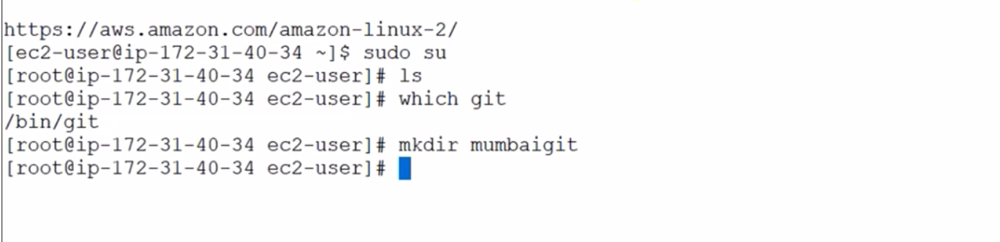 https://aws.amazon.com/amazon-linux-2/
[ec2-user@ip-172-31-40-34 ~]$ sudo su
[root@ip-172-31-40-34 ec2-user]# ls
[root@ip-172-31-40-34 ec2-user]# which git
/bin/git
[root@ip-172-31-40-34 ec2-user]# mkdir mumbaigit
[root@ip-172-31-40-34 ec2-user]#